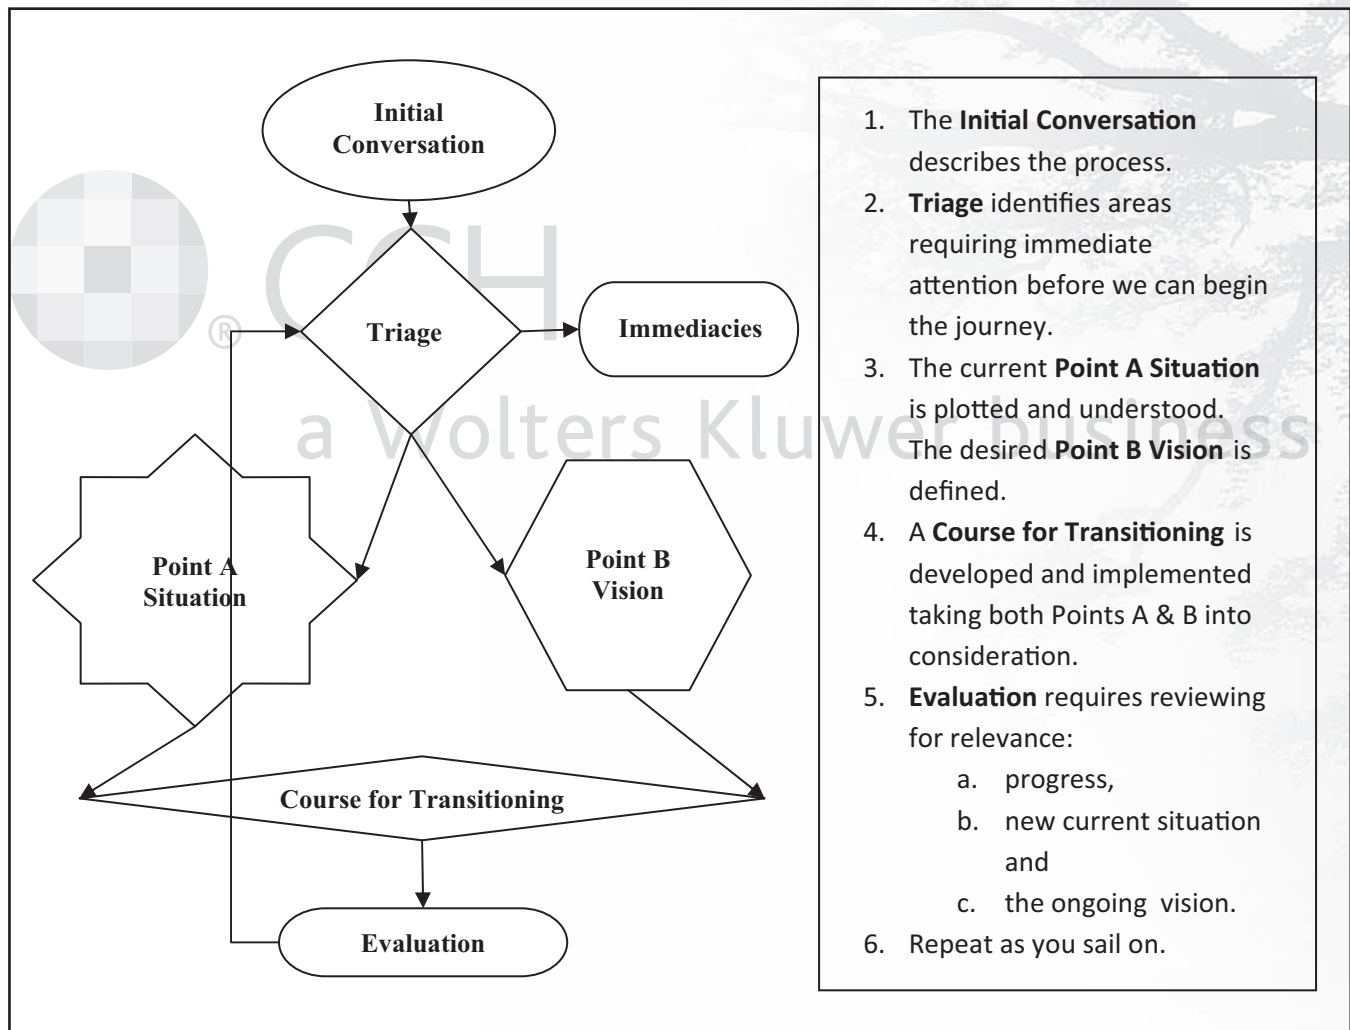 Initial
Conversation
CCH
®
Triage
Immediacies
a Wolters Kluwer business
Point A
Situation
Point B
Vision
Course for Transitioning
Evaluation
1. The Initial Conversation
describes the process.
2. Triage identifies areas
requiring immediate
attention before we can begin
the journey.
3. The current Point A Situation
is plotted and understood.
The desired Point B Vision is
defined.
4. A Course for Transitioning is
developed and implemented
taking both Points A & B into
consideration.
5. Evaluation requires reviewing
for relevance:
a. progress,
b. new current situation
and
c. the ongoing vision.
6. Repeat as you sail on.